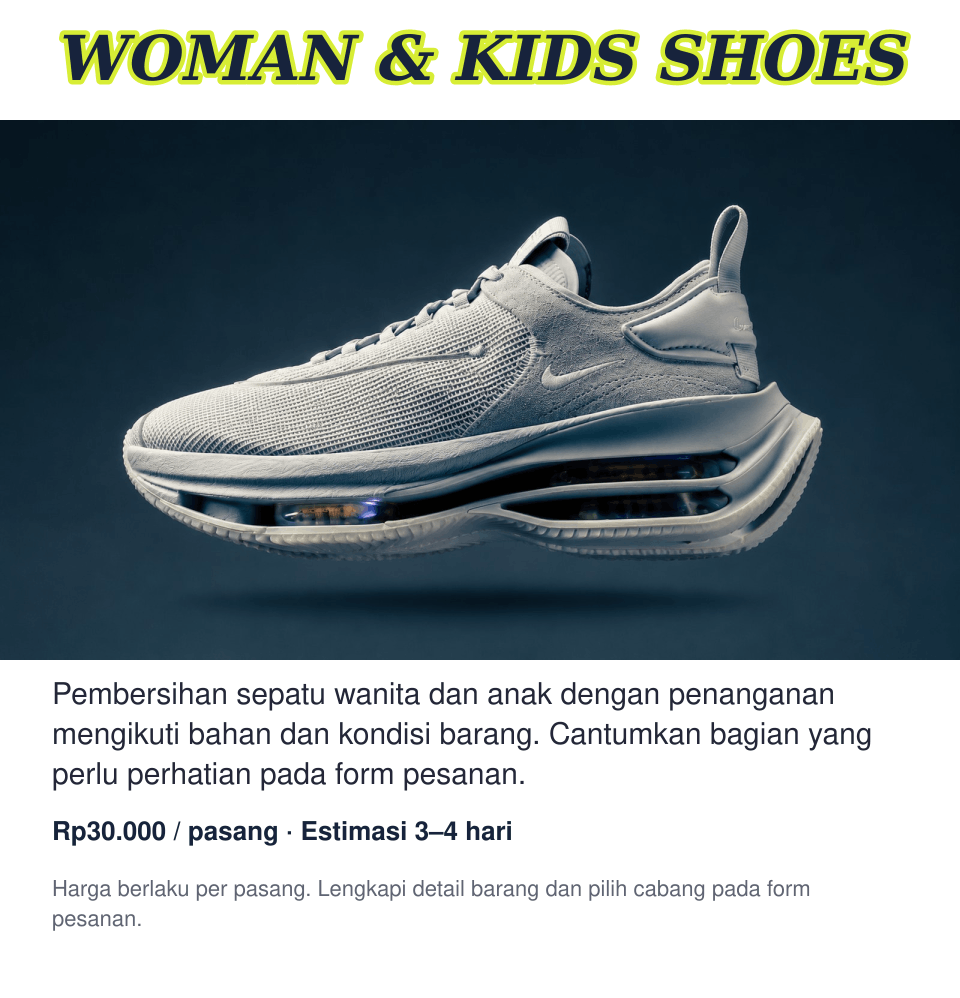 WOMAN & KIDS SHOES
Pembersihan sepatu wanita dan anak dengan penanganan
mengikuti bahan dan kondisi barang. Cantumkan bagian yang
perlu perhatian pada form pesanan.
Rp30.000 / pasang · Estimasi 3–4 hari
Harga berlaku per pasang. Lengkapi detail barang dan pilih cabang pada form
pesanan.